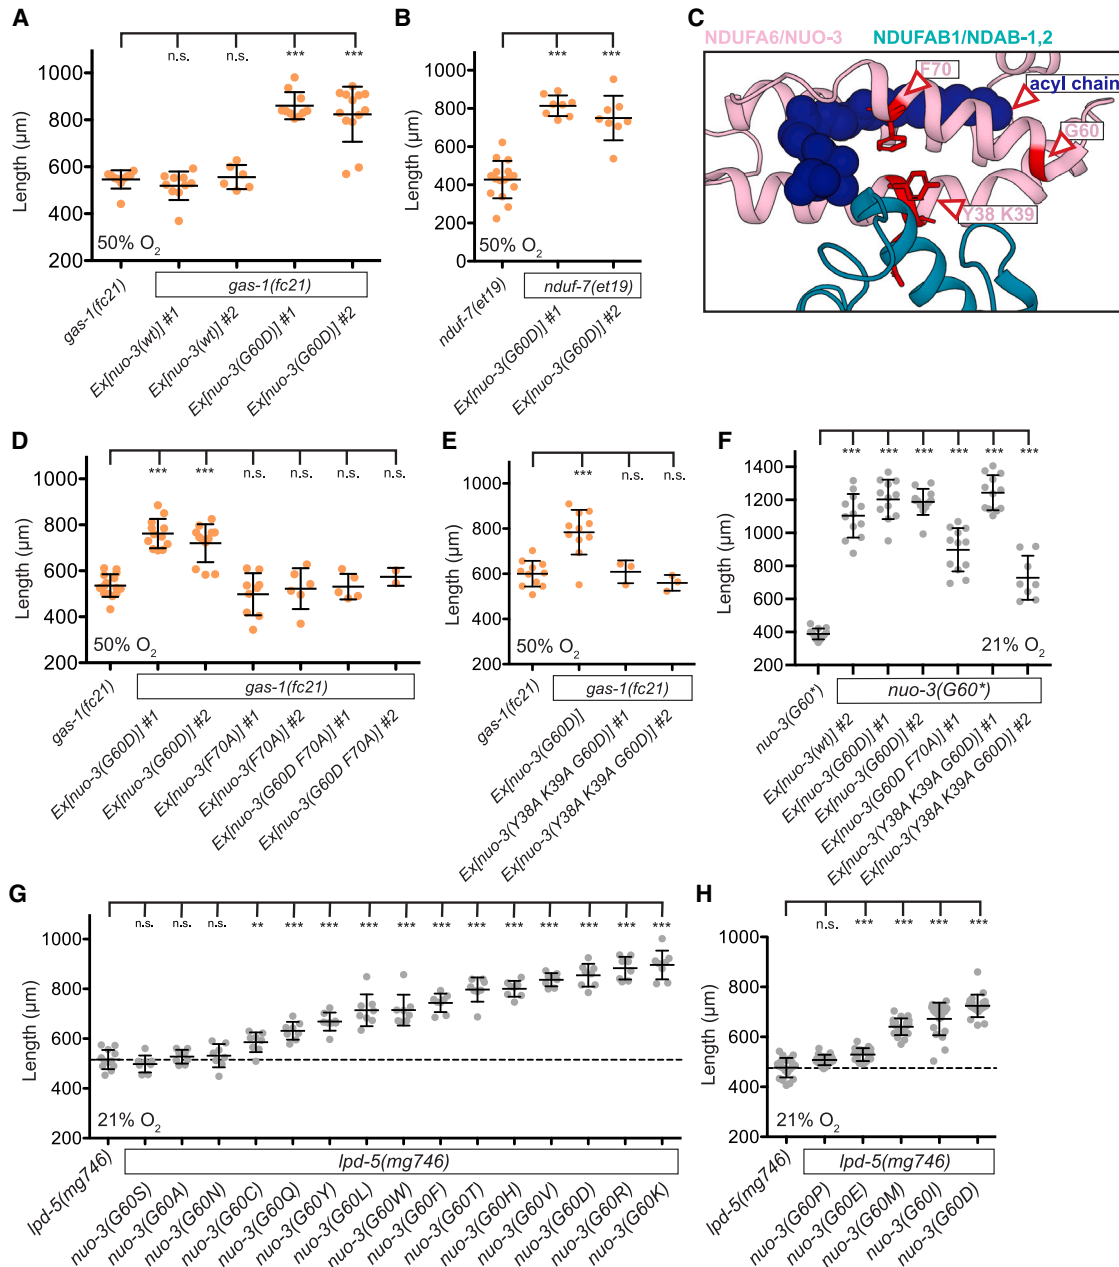 A
n.s.
n.s.
***
***
1000
800
600
400
200
Length (µm)
50% O2
gas-1(fc21)
gas-1(fc21)
Ex[nuo-3(wt)] #1
Ex[nuo-3(wt)] #2
Ex[nuo-3(G60D)] #1
Ex[nuo-3(G60D)] #2
B
***
***
1000
800
600
400
200
0
Length (µm)
50% O2
nduf-7(et19)
nduf-7(et19)
Ex[nuo-3(G60D)] #1
Ex[nuo-3(G60D)] #2
C
NDUFA6/NUO-3
NDUFAB1/NDAB-1,2
F70
acyl chain
G60
Y38 K39
D
***
***
n.s.
n.s.
n.s.
n.s.
1000
800
600
400
200
Length (µm)
50% O2
gas-1(fc21)
gas-1(fc21)
Ex[nuo-3(G60D)] #1
Ex[nuo-3(G60D)] #2
Ex[nuo-3(F70A)] #1
Ex[nuo-3(F70A)] #2
Ex[nuo-3(G60D F70A)] #1
Ex[nuo-3(G60D F70A)] #2
E
***
n.s.
n.s.
1000
800
600
400
200
Length (µm)
50% O2
gas-1(fc21)
gas-1(fc21)
Ex[nuo-3(G60D)]
Ex[nuo-3(Y38A K39A G60D)] #1
Ex[nuo-3(Y38A K39A G60D)] #2
F
***
***
***
***
***
***
1400
1200
1000
800
600
400
200
Length (µm)
21% O2
nuo-3(G60*)
nuo-3(G60*)
Ex[nuo-3(wt)] #2
Ex[nuo-3(G60D)] #1
Ex[nuo-3(G60D)] #2
Ex[nuo-3(G60D F70A)] #1
Ex[nuo-3(Y38A K39A G60D)] #1
Ex[nuo-3(Y38A K39A G60D)] #2
G
n.s.
n.s.
n.s.
**
***
***
***
***
***
***
***
***
***
***
***
1000
800
600
400
200
Length (µm)
21% O2
lpd-5(mg746)
lpd-5(mg746)
nuo-3(G60S)
nuo-3(G60A)
nuo-3(G60N)
nuo-3(G60C)
nuo-3(G60Q)
nuo-3(G60Y)
nuo-3(G60L)
nuo-3(G60W)
nuo-3(G60F)
nuo-3(G60T)
nuo-3(G60H)
nuo-3(G60V)
nuo-3(G60D)
nuo-3(G60R)
nuo-3(G60K)
H
n.s.
***
***
***
***
1000
800
600
400
200
Length (µm)
21% O2
lpd-5(mg746)
lpd-5(mg746)
nuo-3(G60P)
nuo-3(G60E)
nuo-3(G60M)
nuo-3(G60I)
nuo-3(G60D)